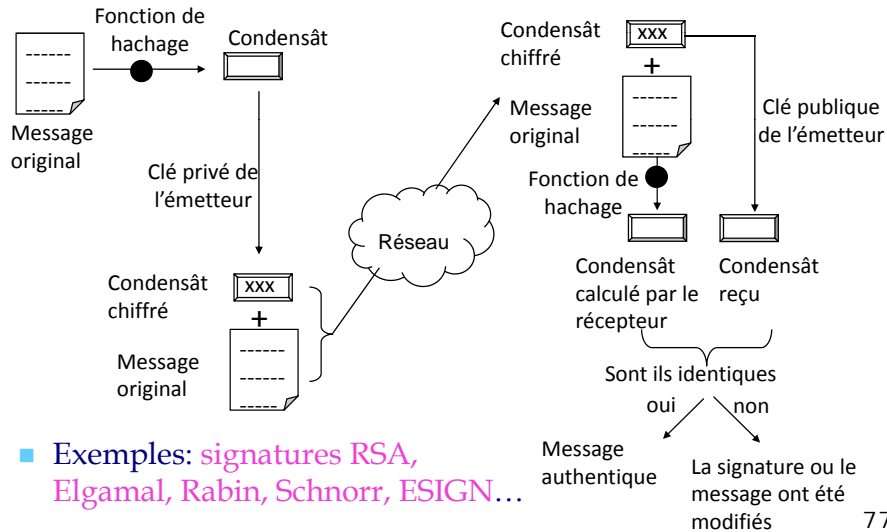 Fonction de
hachage
Condensât
Message
original
Clé privé de
l'émetteur
Condensât
chiffré
xxx
+
Message
original
Réseau
Condensât
chiffré
xxx
+
Message
original
Clé publique
de l'émetteur
Fonction de
hachage
Condensât
calculé par le
récepteur
Condensât
reçu
Sont ils identiques
oui
non
Message
authentique
La signature ou le
message ont été
modifiés
Exemples: signatures RSA,
Elgamal, Rabin, Schnorr, ESIGN…
77